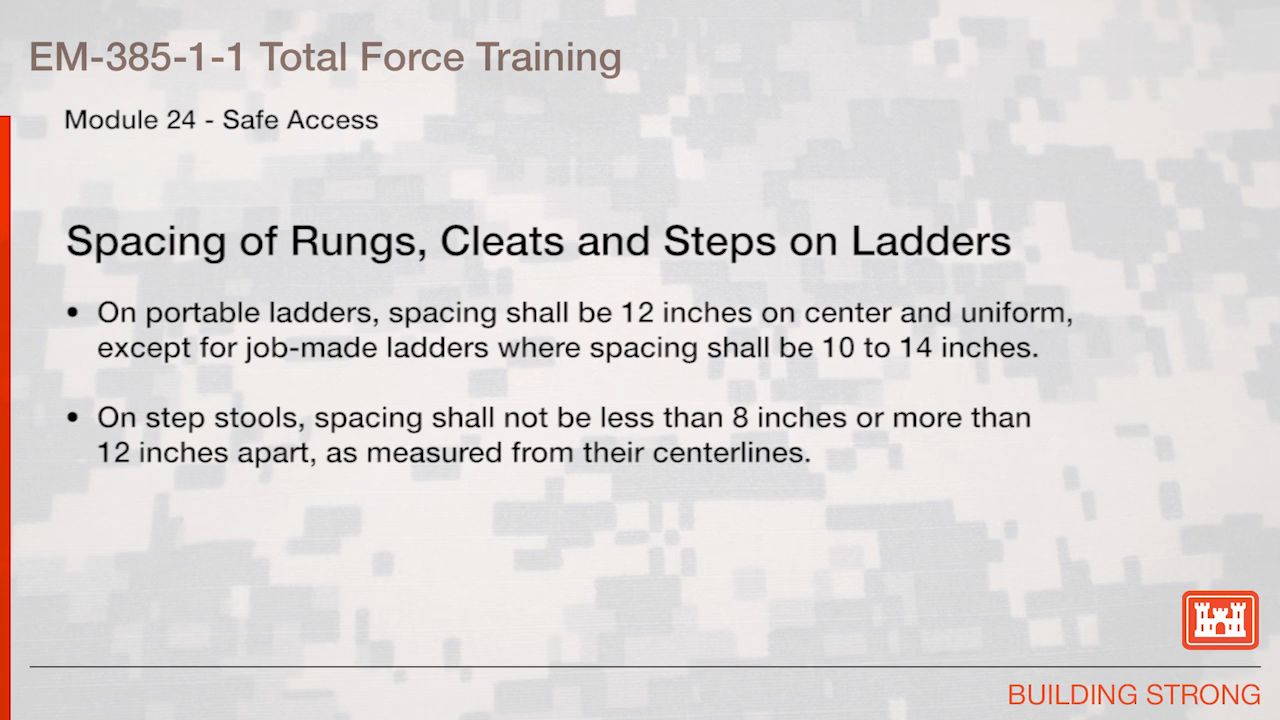 EM-385-1-1 Total Force Training
Module 24 - Safe Access
Spacing of Rungs, Cleats and Steps on Ladders
• On portable ladders, spacing shall be 12 inches on center and uniform,
except for job-made ladders where spacing shall be 10 to 14 inches.
• On step stools, spacing shall not be less than 8 inches or more than
12 inches apart, as measured from their centerlines.
BUILDING STRONG